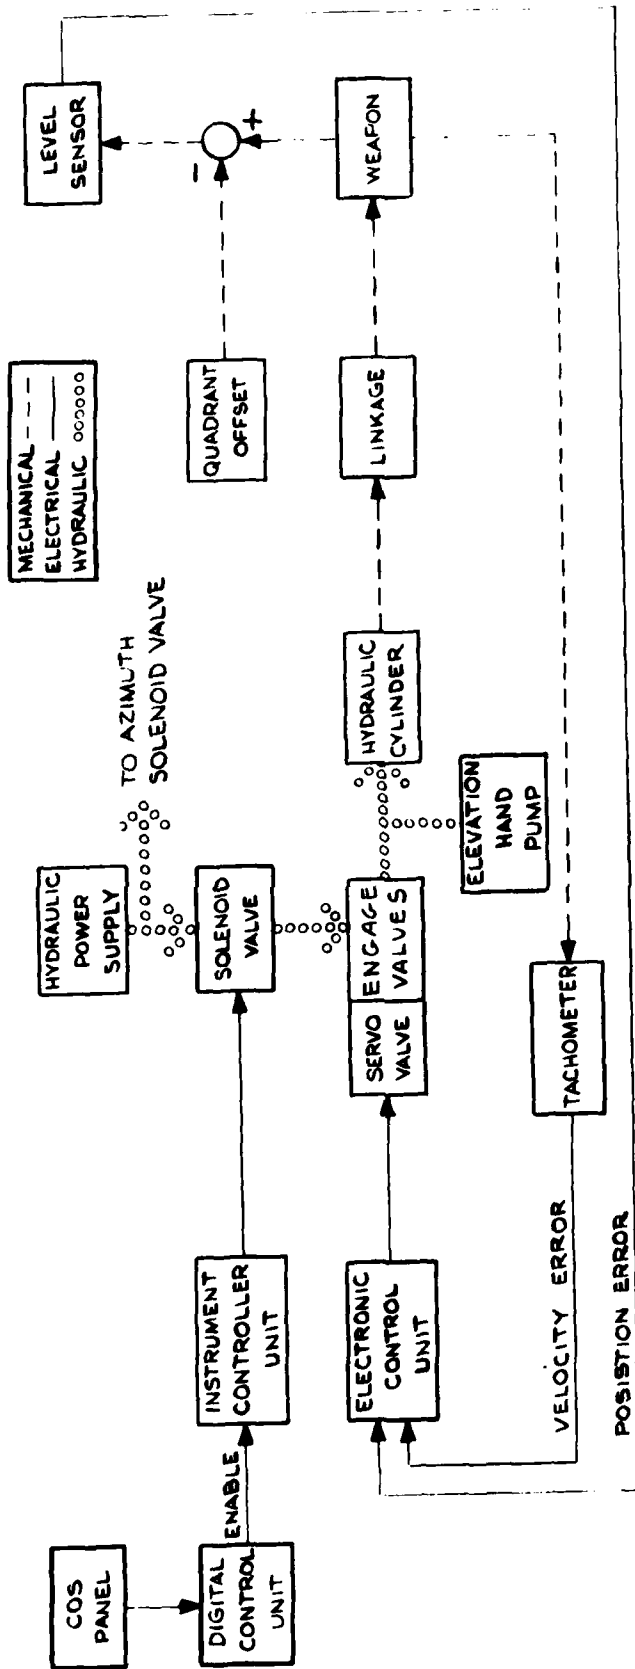 COS
PANEL
DIGITAL
CONTROL
UNIT
ENABLE
INSTRUMENT
CONTROLLER
UNIT
HYDRAULIC
POWER
SUPPLY
TO AZIMUTH
SOLENOID VALVE
SOLENOID
VALVE
MECHANICAL
ELECTRICAL
HYDRAULIC
LEVEL
SENSOR
QUADRANT
OFFSET
-
+
ELECTRONIC
CONTROL
UNIT
SERVO
VALVE
ENGAGE
VALVES
HYDRAULIC
CYLINDER
LINKAGE
WEAPON
ELEVATION
HAND
PUMP
TACHOMETER
VELOCITY ERROR
POSISTION ERROR